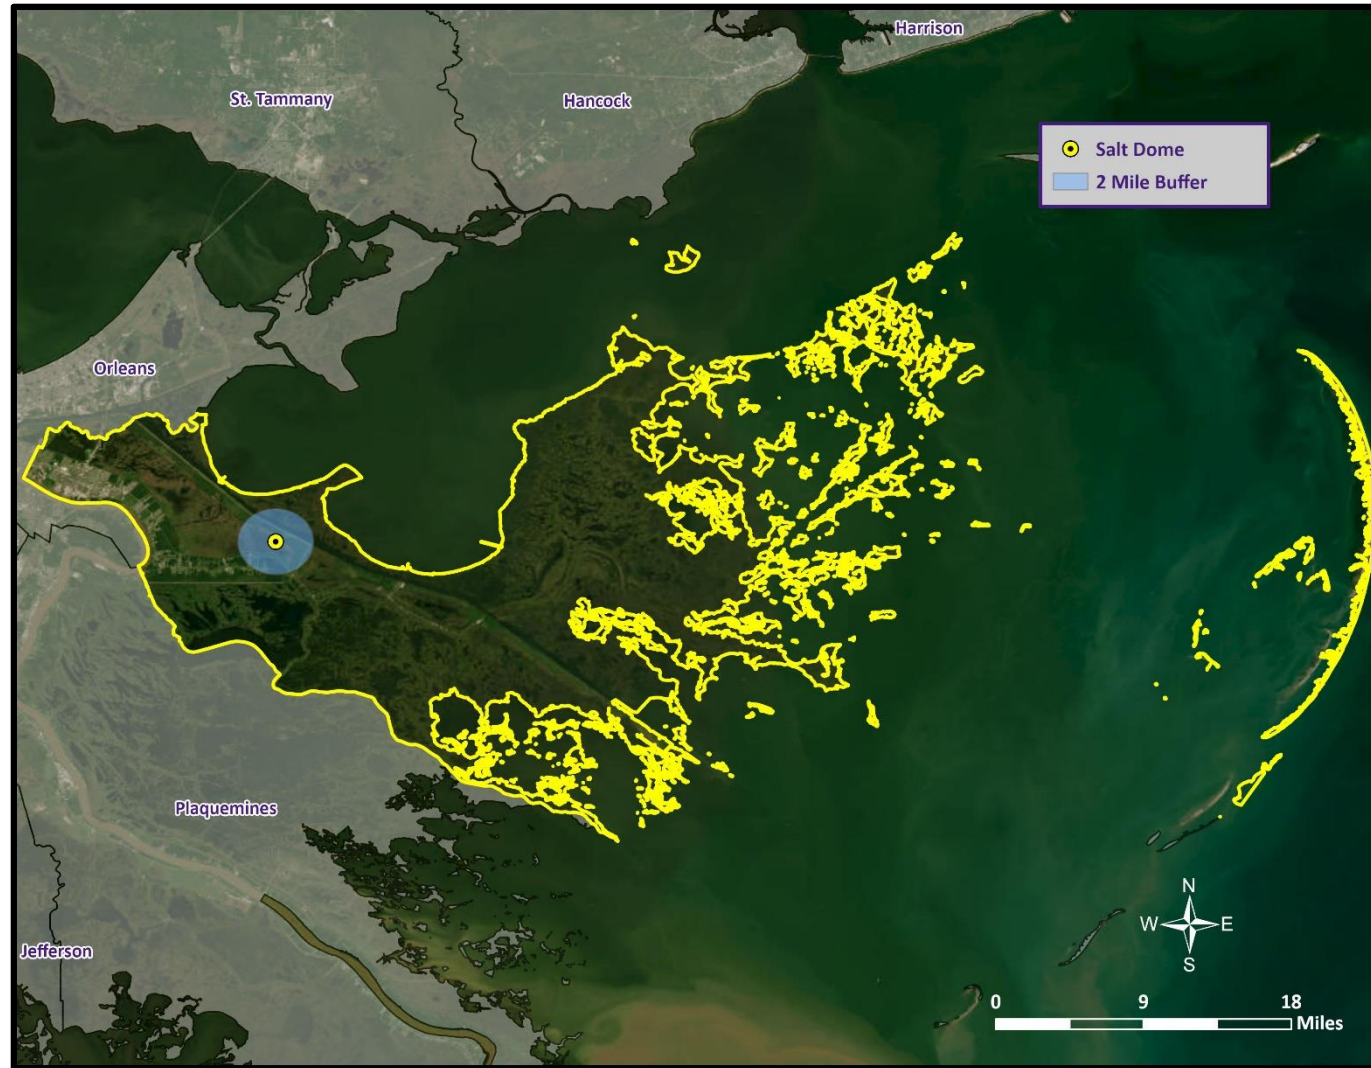 Harrison
St. Tammany
Hancock
Salt Dome
2 Mile Buffer
Orleans
Plaquemines
Jefferson
N
W E
S
0 9 18
Miles